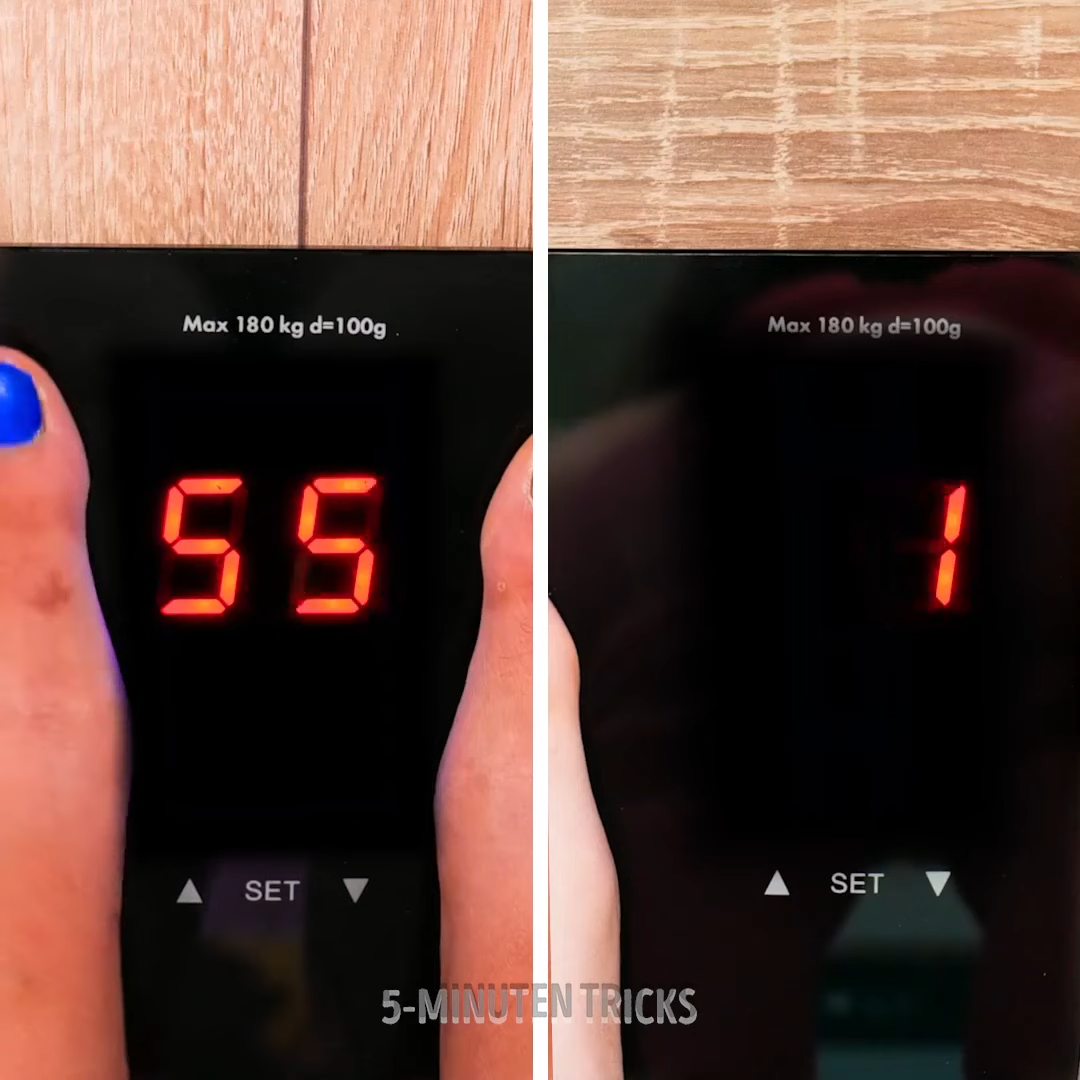 Max 180 kg d=100g
55
SET
Max 180 kg d=100g
1
SET
5-MINUTEN TRICKS